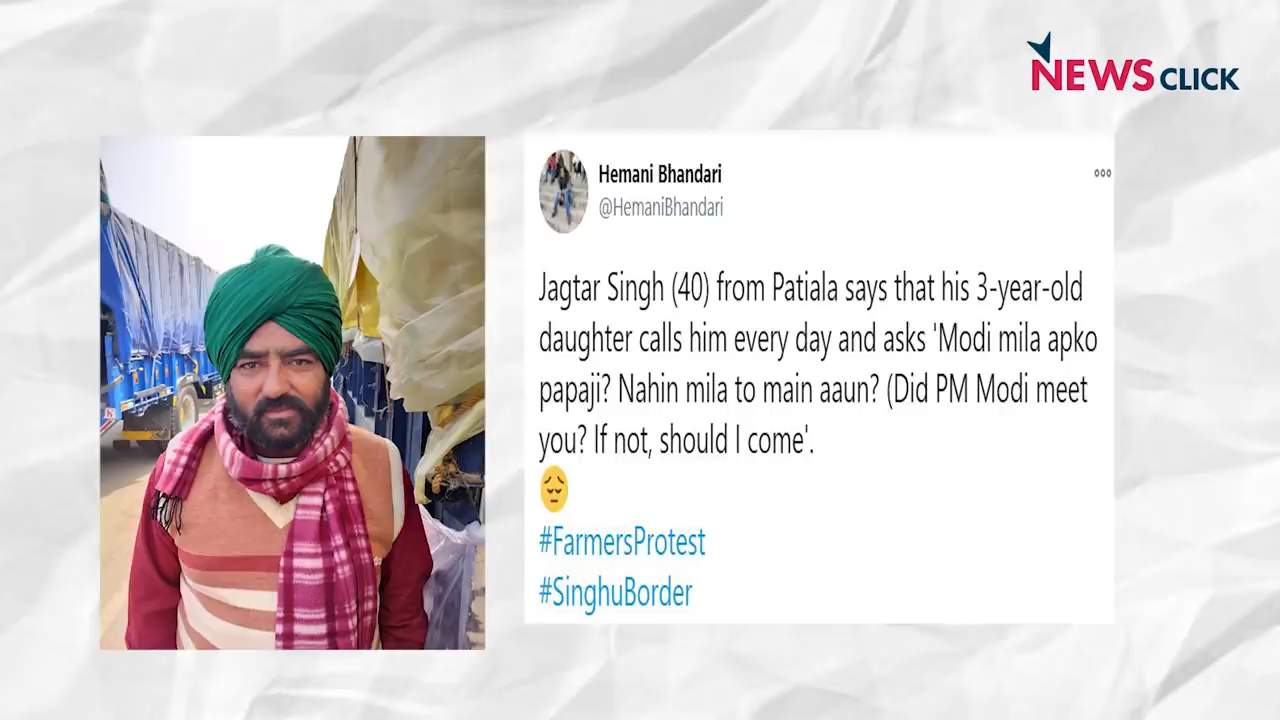 NEWSCLICK
Hemani Bhandari
@HemaniBhandari
Jagtar Singh (40) from Patiala says that his 3-year-old
daughter calls him every day and asks 'Modi mila apko
papaji? Nahin mila to main aaun? (Did PM Modi meet
you? If not, should I come'.
#FarmersProtest
#SinghuBorder